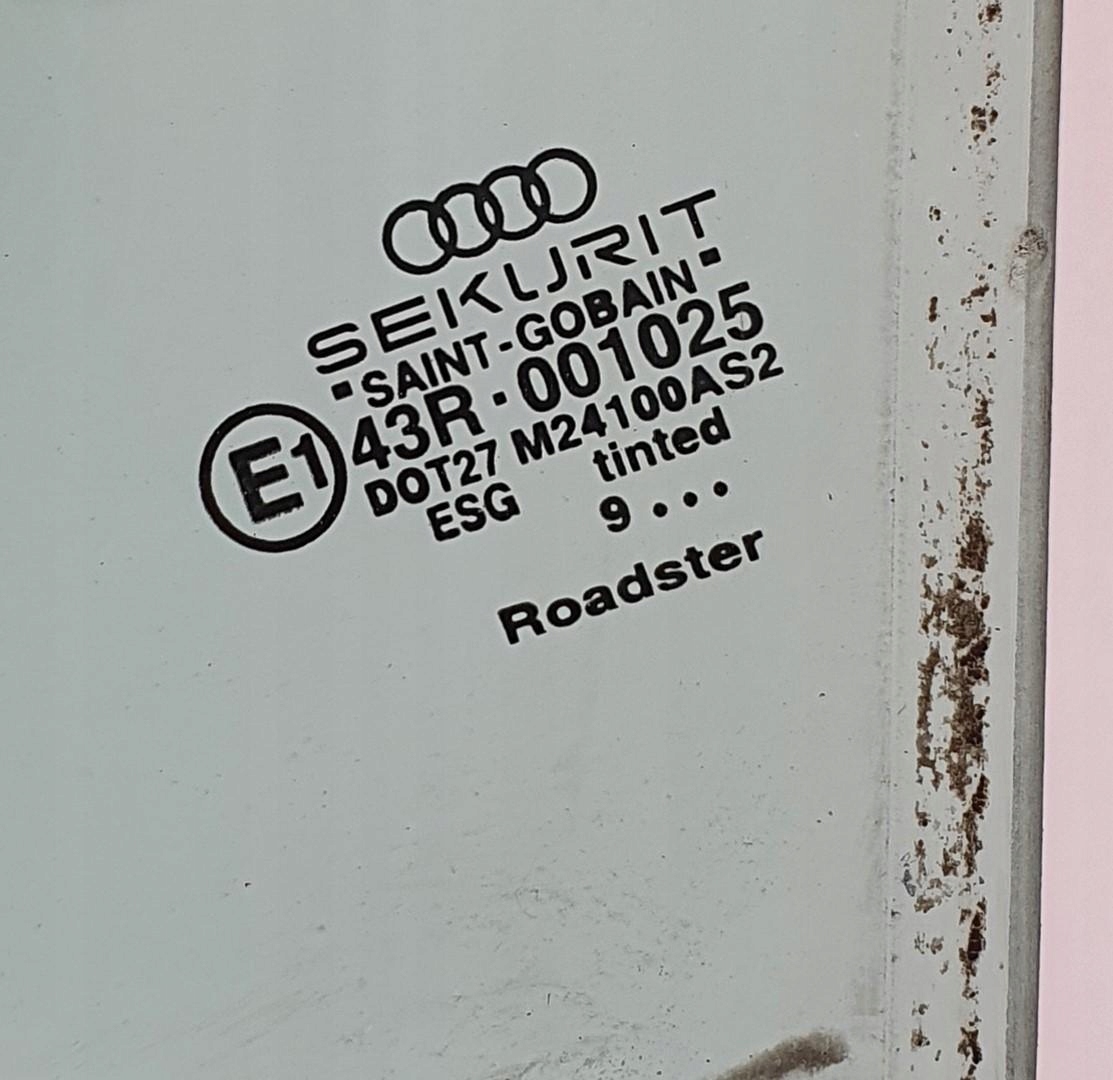 SEKURIT
SAINT-GOBAIN
E1 43R·001025
DOT27 M24100AS2
ESG tinted
9...
Roadster